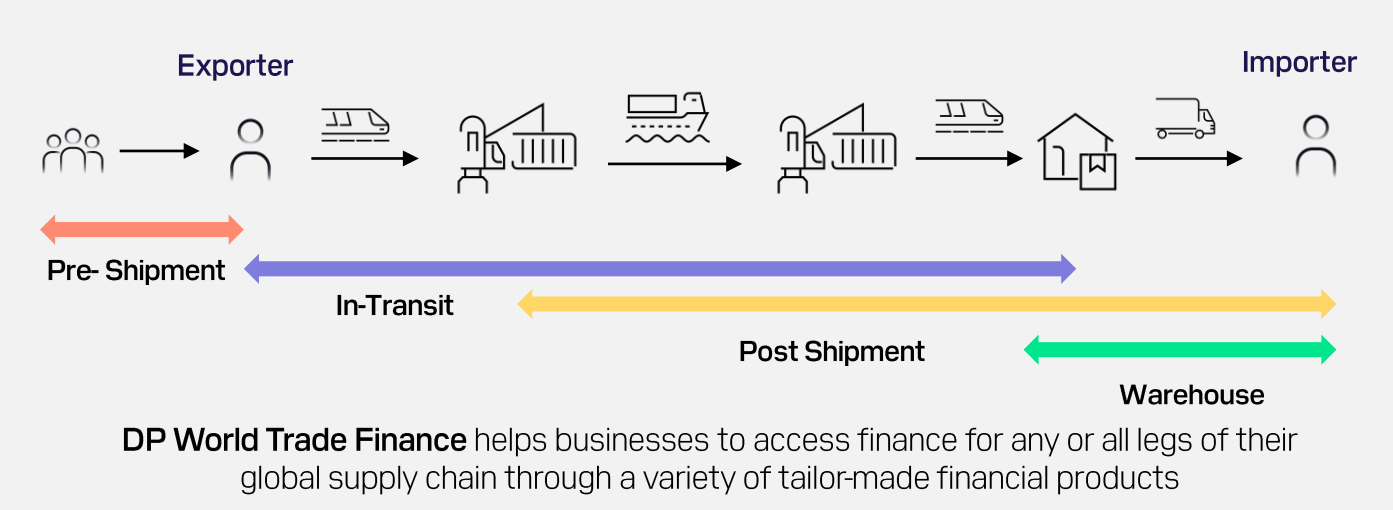 Exporter
Importer
Pre- Shipment
In-Transit
Post Shipment
Warehouse
DP World Trade Finance helps businesses to access finance for any or all legs of their
global supply chain through a variety of tailor-made financial products